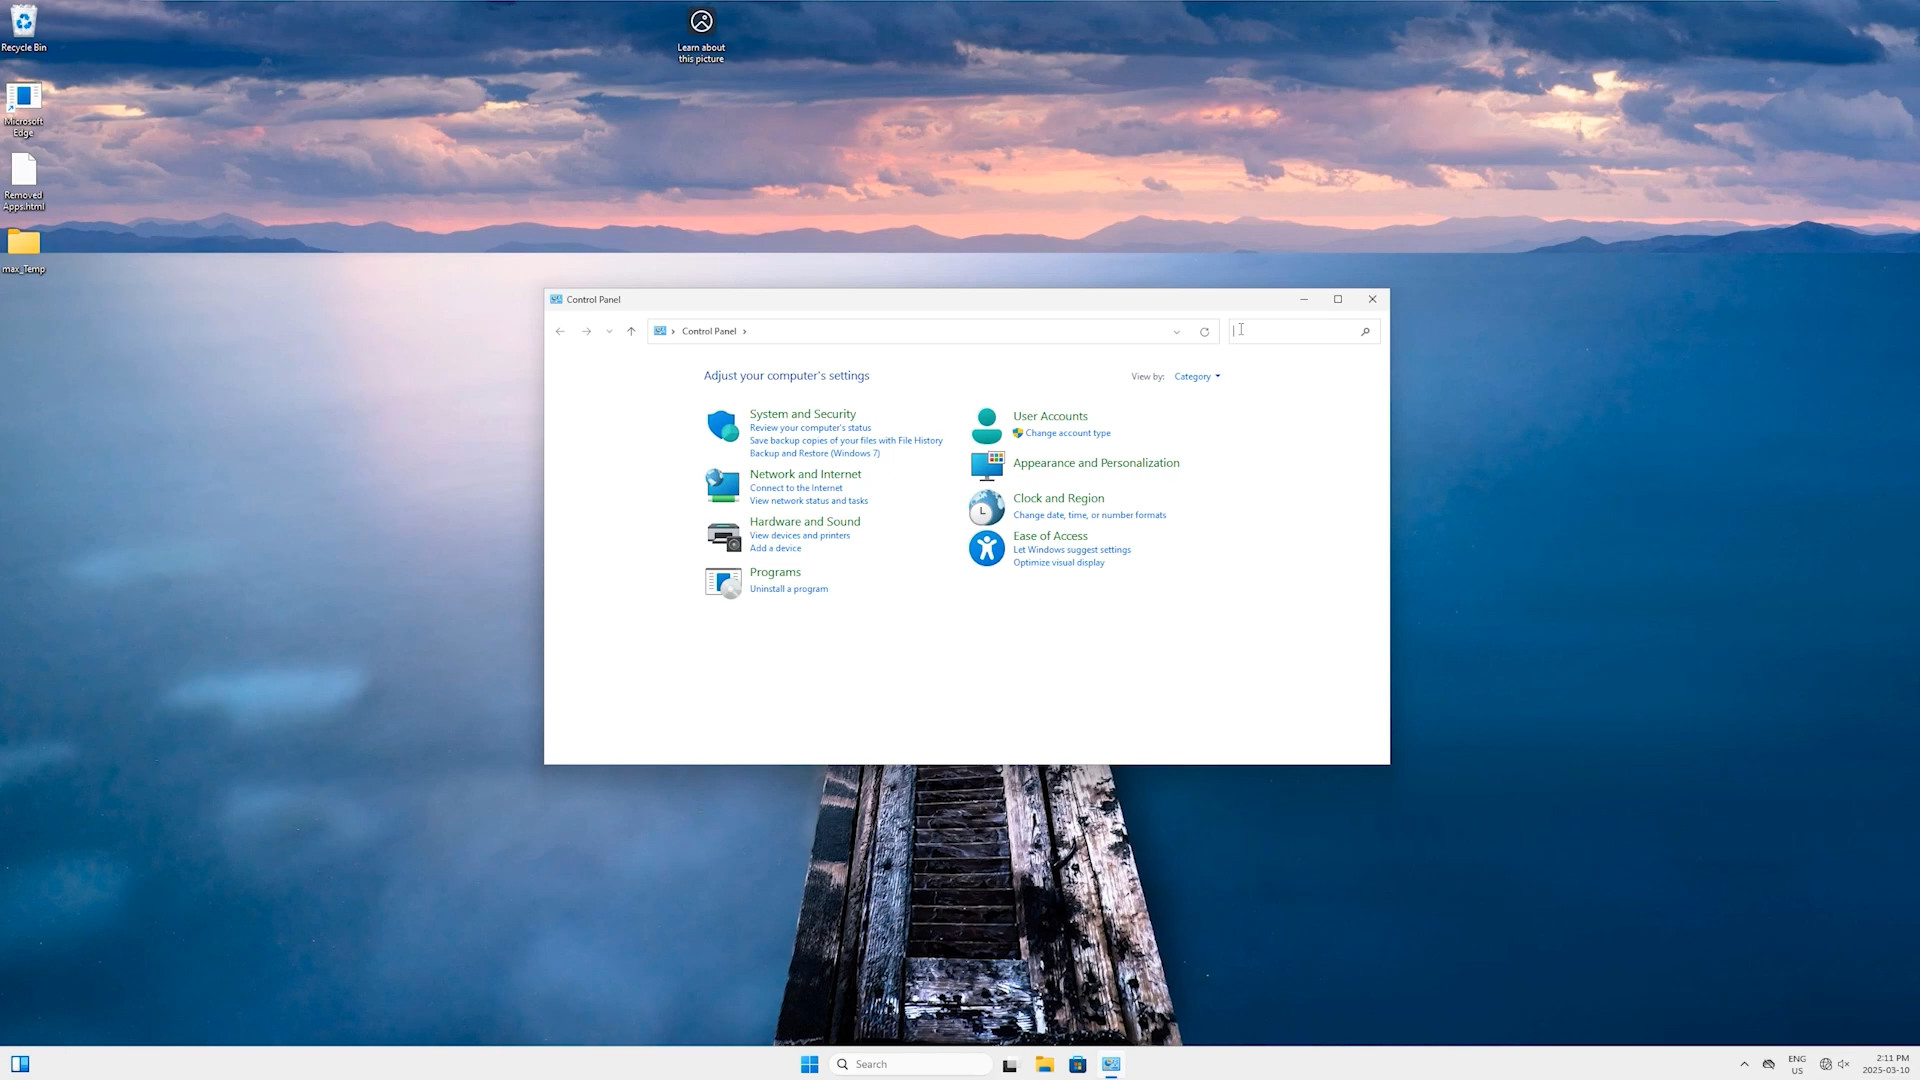 Recycle Bin
Learn about
this picture
Microsoft
Edge
Removed
Apps.html
max_Temp
Control Panel
Control Panel
Adjust your computer's settings
View by: Category
System and Security
Review your computer's status
Save backup copies of your files with File History
Backup and Restore (Windows 7)
Network and Internet
Connect to the Internet
View network status and tasks
Hardware and Sound
View devices and printers
Add a device
Programs
Uninstall a program
User Accounts
Change account type
Appearance and Personalization
Clock and Region
Change date, time, or number formats
Ease of Access
Let Windows suggest settings
Optimize visual display
Search
ENG
US
2:11 PM
2025-03-10